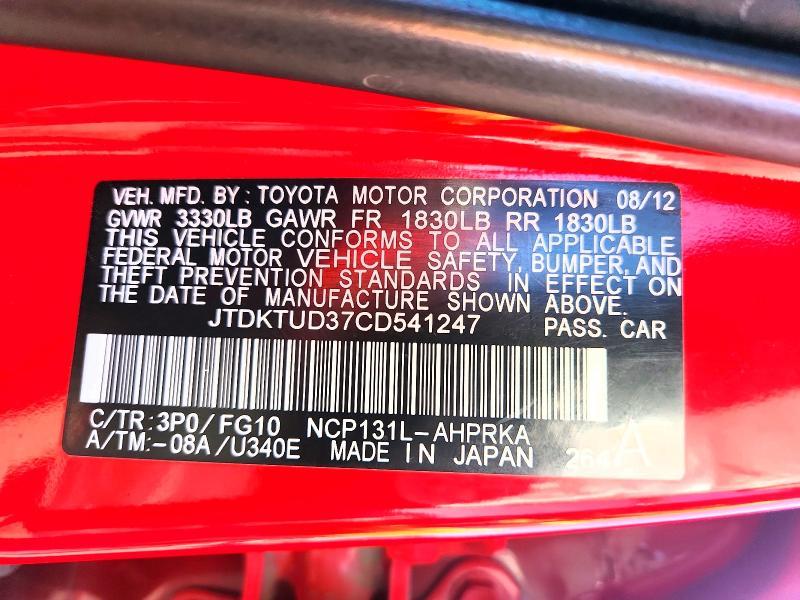 VEH. MFD. BY : TOYOTA MOTOR CORPORATION 08/12
GVWR 3330LB GAWR FR 1830LB RR 1830LB
THIS VEHICLE CONFORMS TO ALL APPLICABLE
FEDERAL MOTOR VEHICLE SAFETY, BUMPER, AND
THEFT PREVENTION STANDARDS IN EFFECT ON
THE DATE OF MANUFACTURE SHOWN ABOVE.
JTDKTUD37CD541247 PASS. CAR
C/TR: 3P0/ FG10 NCP131L-AHPRKA
A/TM:-08A/U340E MADE IN JAPAN 264 A